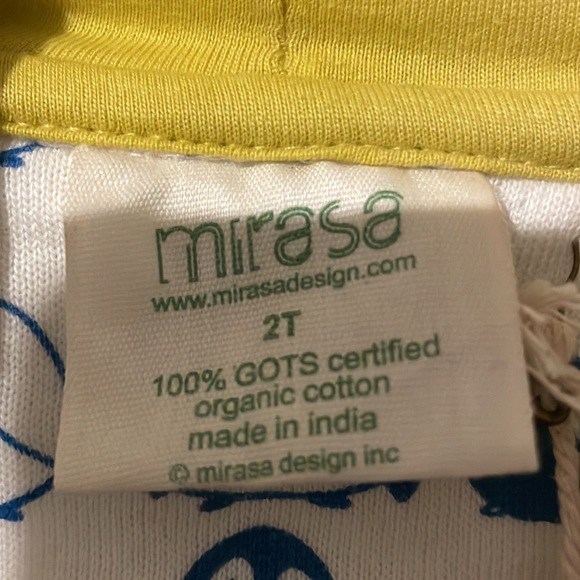 mirasa
www.mirasadesign.com
2T
100% GOTS certified
organic cotton
made in india
© mirasa design inc